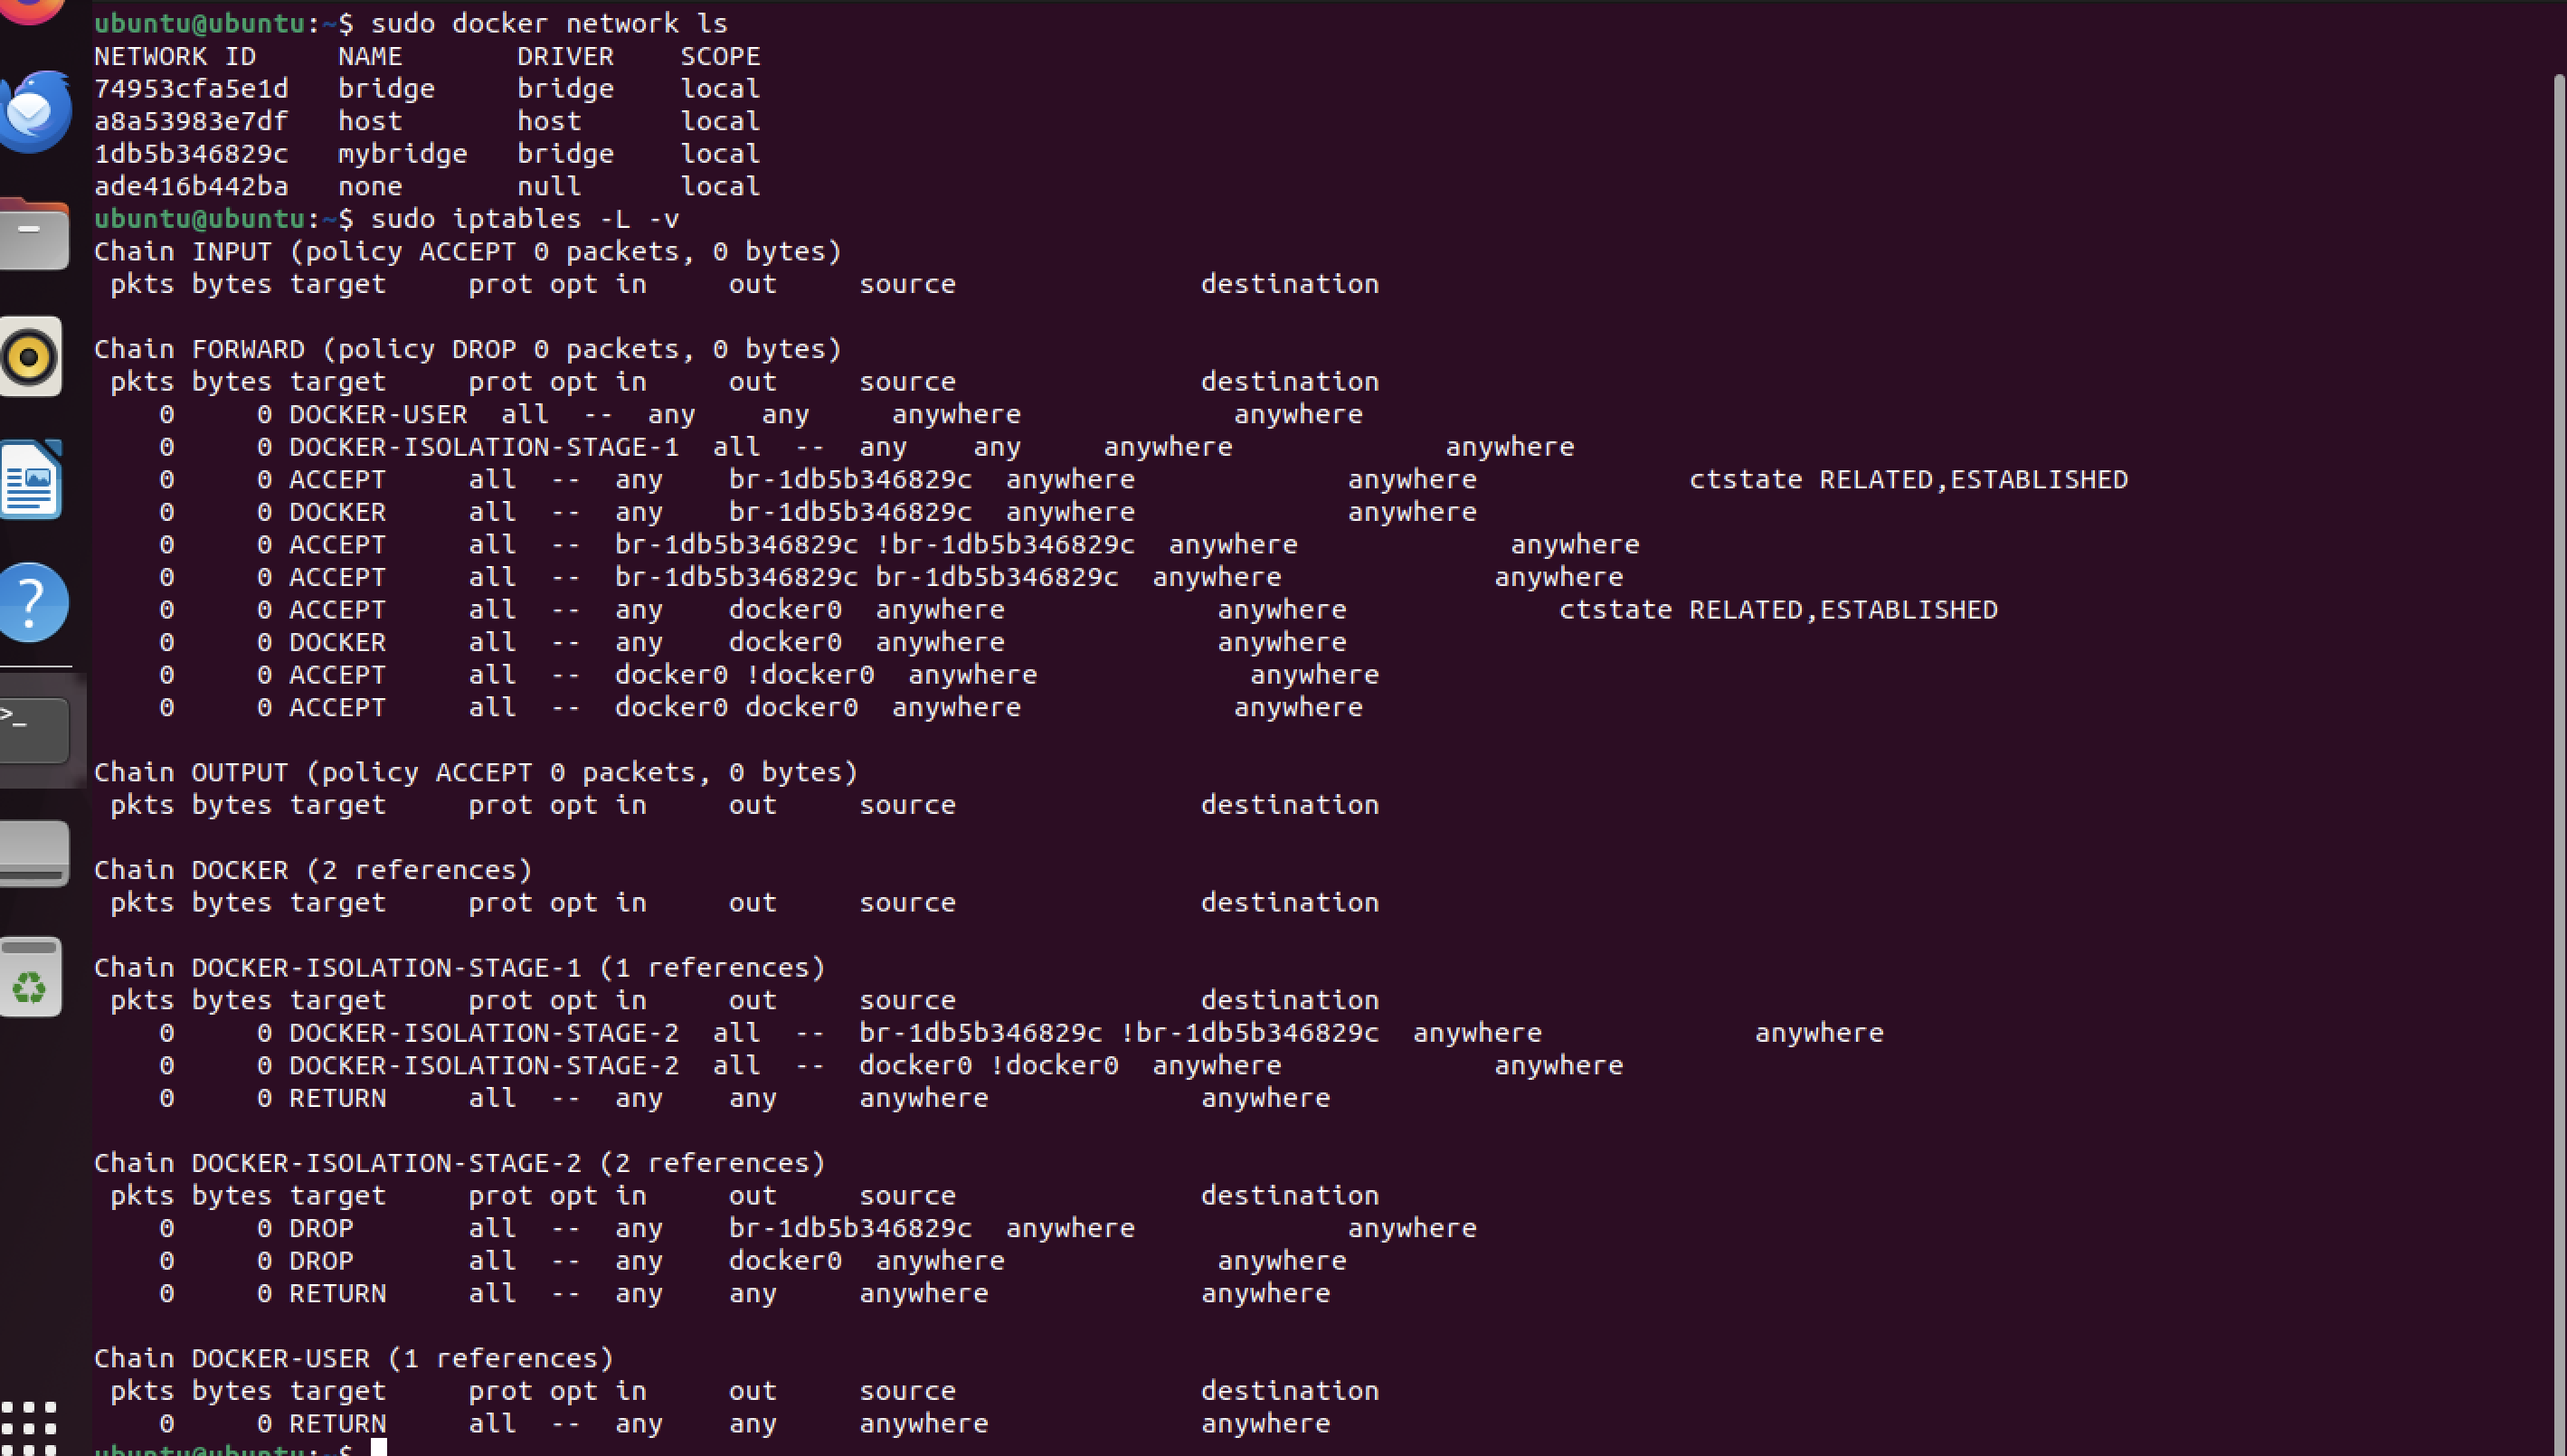 ubuntu@ubuntu:~$ sudo docker network ls
NETWORK ID     NAME       DRIVER    SCOPE
74953cfa5e1d   bridge     bridge    local
a8a53983e7df   host       host      local
1db5b346829c   mybridge   bridge    local
ade416b442ba   none       null      local
ubuntu@ubuntu:~$ sudo iptables -L -v
Chain INPUT (policy ACCEPT 0 packets, 0 bytes)
 pkts bytes target     prot opt in     out     source               destination

Chain FORWARD (policy DROP 0 packets, 0 bytes)
 pkts bytes target     prot opt in     out     source               destination
    0     0 DOCKER-USER  all  --  any    any     anywhere             anywhere
    0     0 DOCKER-ISOLATION-STAGE-1  all  --  any    any     anywhere             anywhere
    0     0 ACCEPT     all  --  any    br-1db5b346829c  anywhere             anywhere             ctstate RELATED,ESTABLISHED
    0     0 DOCKER     all  --  any    br-1db5b346829c  anywhere             anywhere
    0     0 ACCEPT     all  --  br-1db5b346829c !br-1db5b346829c  anywhere             anywhere
    0     0 ACCEPT     all  --  br-1db5b346829c br-1db5b346829c  anywhere             anywhere
    0     0 ACCEPT     all  --  any    docker0  anywhere             anywhere             ctstate RELATED,ESTABLISHED
    0     0 DOCKER     all  --  any    docker0  anywhere             anywhere
    0     0 ACCEPT     all  --  docker0 !docker0  anywhere             anywhere
    0     0 ACCEPT     all  --  docker0 docker0  anywhere             anywhere

Chain OUTPUT (policy ACCEPT 0 packets, 0 bytes)
 pkts bytes target     prot opt in     out     source               destination

Chain DOCKER (2 references)
 pkts bytes target     prot opt in     out     source               destination

Chain DOCKER-ISOLATION-STAGE-1 (1 references)
 pkts bytes target     prot opt in     out     source               destination
    0     0 DOCKER-ISOLATION-STAGE-2  all  --  br-1db5b346829c !br-1db5b346829c  anywhere             anywhere
    0     0 DOCKER-ISOLATION-STAGE-2  all  --  docker0 !docker0  anywhere             anywhere
    0     0 RETURN     all  --  any    any     anywhere             anywhere

Chain DOCKER-ISOLATION-STAGE-2 (2 references)
 pkts bytes target     prot opt in     out     source               destination
    0     0 DROP       all  --  any    br-1db5b346829c  anywhere             anywhere
    0     0 DROP       all  --  any    docker0  anywhere             anywhere
    0     0 RETURN     all  --  any    any     anywhere             anywhere

Chain DOCKER-USER (1 references)
 pkts bytes target     prot opt in     out     source               destination
    0     0 RETURN     all  --  any    any     anywhere             anywhere
ubuntu@ubuntu:~$